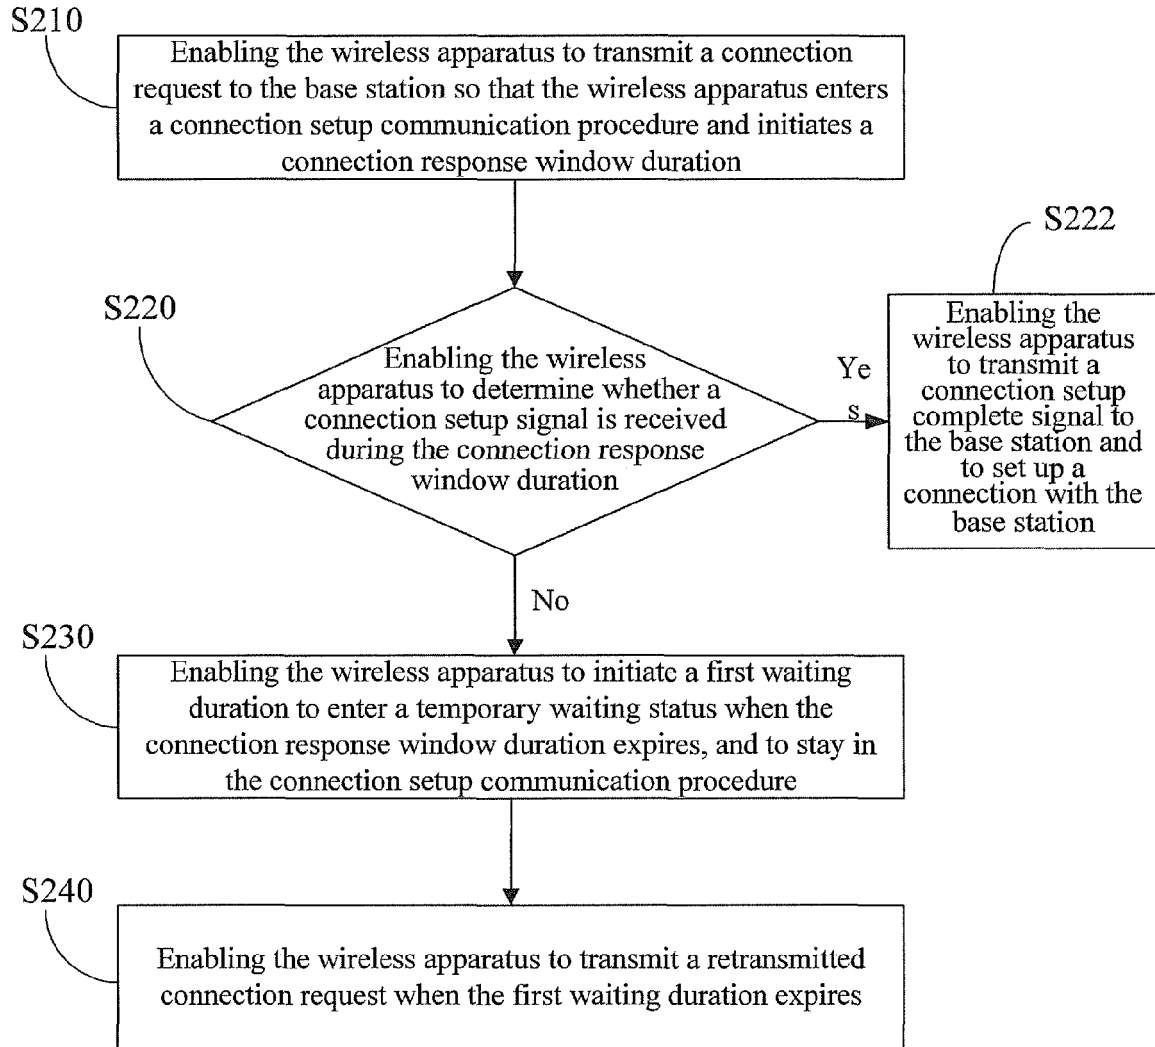 S210
Enabling the wireless apparatus to transmit a connection
request to the base station so that the wireless apparatus enters
a connection setup communication procedure and initiates a
connection response window duration
S222
S220
Enabling the wireless
apparatus to determine whether a
connection setup signal is received
during the connection response
window duration
Ye
s
Enabling the
wireless apparatus
to transmit a
connection setup
complete signal to
the base station and
to set up a
connection with the
base station
No
S230
Enabling the wireless apparatus to initiate a first waiting
duration to enter a temporary waiting status when the
connection response window duration expires, and to stay in
the connection setup communication procedure
S240
Enabling the wireless apparatus to transmit a retransmitted
connection request when the first waiting duration expires